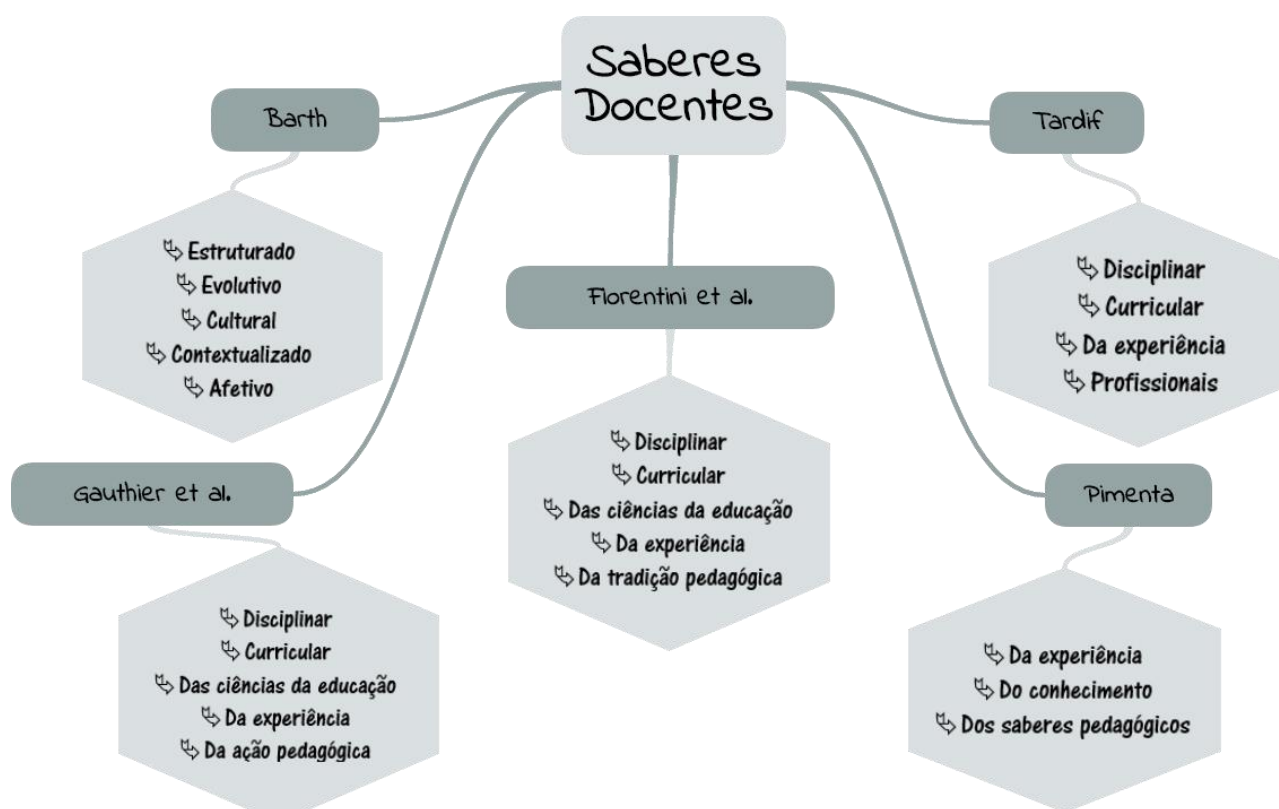 Saberes
Docentes
Barth
Estruturado
Evolutivo
Cultural
Contextualizado
Afetivo
Gauthier et al.
Disciplinar
Curricular
Das ciências da educação
Da experiência
Da ação pedagógica
Fiorentini et al.
Disciplinar
Curricular
Das ciências da educação
Da experiência
Da tradição pedagógica
Tardif
Disciplinar
Curricular
Da experiência
Profissionais
Pimenta
Da experiência
Do conhecimento
Dos saberes pedagógicos